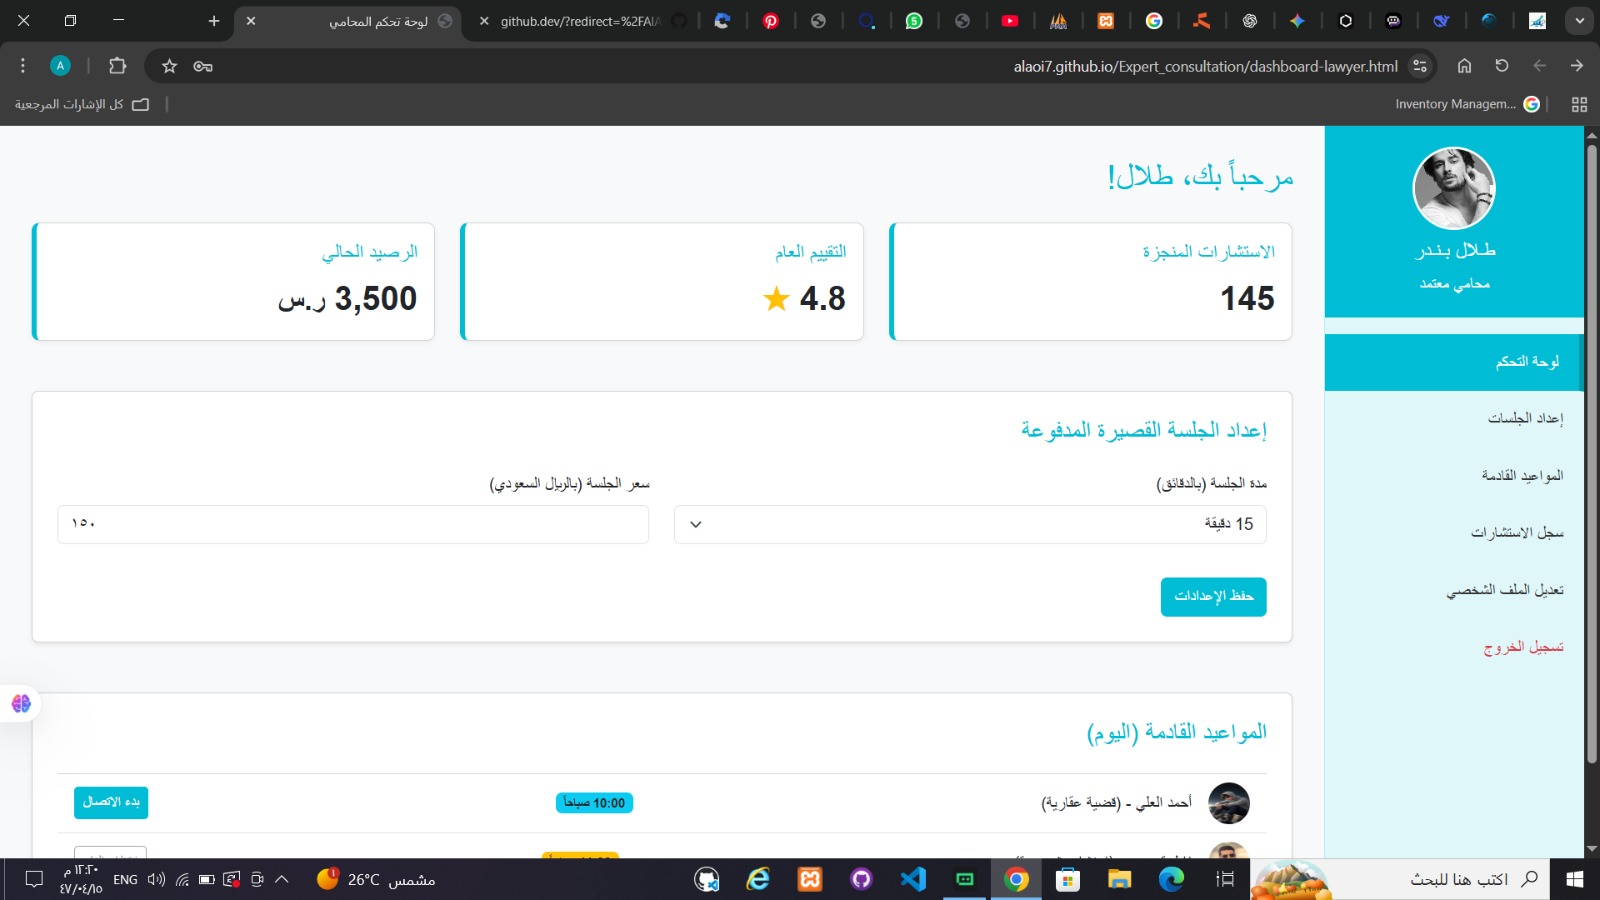 لوحة تحكم المحامي
github.dev/?redirect=%2FAlA
alaoi7.github.io/Expert_consultation/dashboard-lawyer.html
A
كل الإشارات المرجعية
Inventory Managem...
طلال بندر
محامي معتمد
لوحة التحكم
إعداد الجلسات
المواعيد القادمة
سجل الاستشارات
تعديل الملف الشخصي
تسجيل الخروج
مرحباً بك، طلال!
الاستشارات المنجزة
145
التقييم العام
4.8
الرصيد الحالي
3,500 ر.س
إعداد الجلسة القصيرة المدفوعة
مدة الجلسة (بالدقائق)
15 دقيقة
سعر الجلسة (بالريال السعودي)
١٥٠
حفظ الإعدادات
المواعيد القادمة (اليوم)
أحمد العلي - (قضية عقارية)
10:00 صباحاً
بدء الاتصال
اكتب هنا للبحث
مشمس 26°C
ENG
١٢:٢٠ م
٤٧/٠٤/١٥